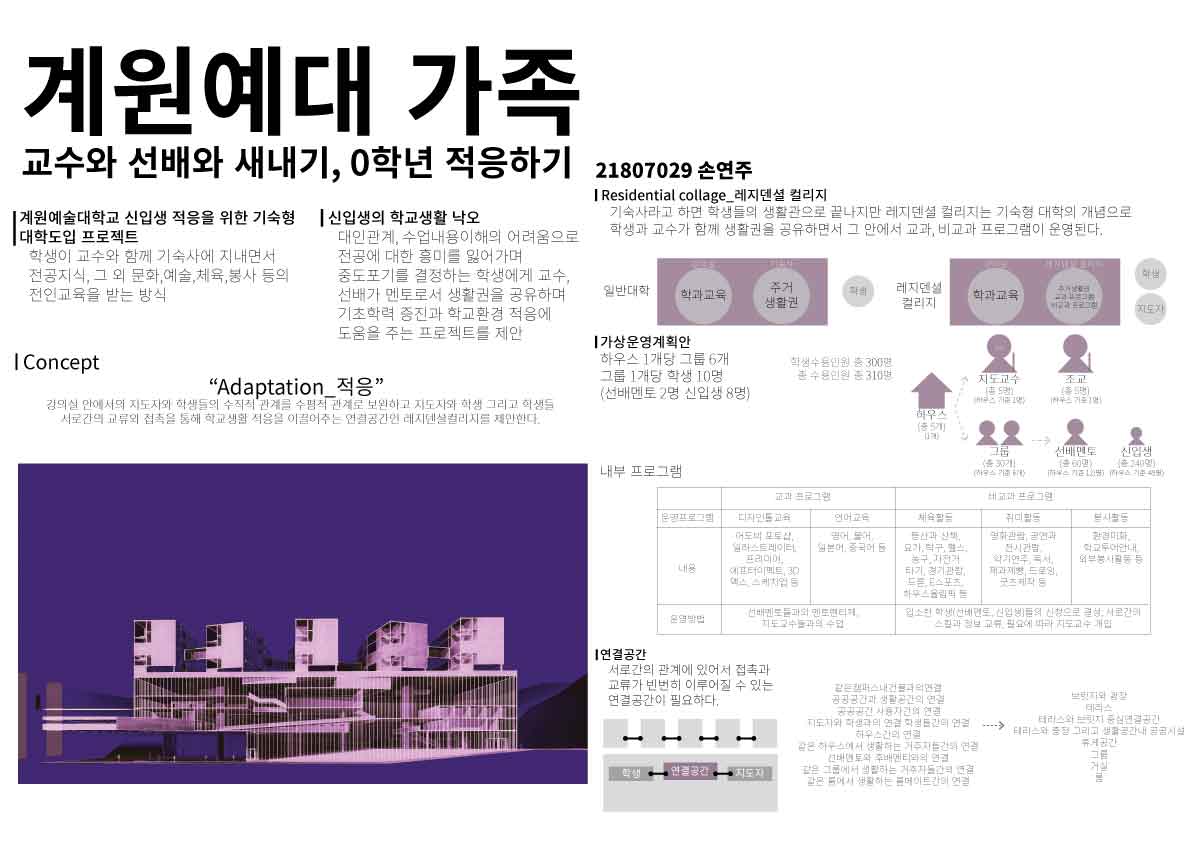 계원예대 가족
교수와 선배와 새내기, 0학년 적응하기
계원예술대학교 신입생 적응을 위한 기숙형
대학도입 프로젝트
학생이 교수와 함께 기숙사에 지내면서
전공지식, 그 외 문화,예술,체육,봉사 등의
전인교육을 받는 방식
신입생의 학교생활 낙오
대인관계, 수업내용이해의 어려움으로
전공에 대한 흥미를 잃어가며
중도포기를 결정하는 학생에게 교수,
선배가 멘토로서 생활권을 공유하며
기초학력 증진과 학교환경 적응에
도움을 주는 프로젝트를 제안
Concept
“Adaptation_적응”
강의실 안에서의 지도자와 학생들의 수직적 관계를 수평적 관계로 보완하고 지도자와 학생 그리고 학생들
서로간의 교류와 접촉을 통해 학교생활 적응을 이끌어주는 연결공간인 레지덴셜컬리지를 제안한다.
21807029 손연주
Residential collage_레지덴셜 컬리지
기숙사라고 하면 학생들의 생활관으로 끝나지만 레지덴셜 컬리지는 기숙형 대학의 개념으로
학생과 교수가 함께 생활권을 공유하면서 그 안에서 교과, 비교과 프로그램이 운영된다.
일반대학
강의실
학과교육
기숙사
주거
생활권
학생
레지덴셜
컬리지
강의실
학과교육
레지덴셜 컬리지
주거생활권
교과 프로그램
비교과 프로그램
학생
지도자
가상운영계획안
하우스 1개당 그룹 6개
그룹 1개당 학생 10명
(선배멘토 2명 신입생 8명)
학생수용인원 총 300명
총 수용인원 총 310명
하우스
(총 5개)
(1개)
지도교수
(총 5명)
(하우스 기준 1명)
조교
(총 5명)
(하우스 기준 1명)
그룹
(총 30개)
(하우스 기준 6개)
선배멘토
(총 60명)
(하우스 기준 12명)
신입생
(총 240명)
(하우스 기준 48명)
내부 프로그램
교과 프로그램
비교과 프로그램
운영프로그램
디자인툴교육
언어교육
체육활동
취미활동
봉사활동
내용
어도비 포토샵,
일러스트레이터,
프리미어,
에프터이펙트, 3D
맥스, 스케치업 등
영어, 불어,
일본어, 중국어 등
등산과 산책,
요가, 탁구, 헬스,
농구, 자전거
타기, 경기관람,
드론, E스포츠,
하우스올림픽 등
영화관람, 공연과
전시관람,
악기연주, 독서,
제과제빵, 드로잉,
굿즈제작 등
환경미화,
학교투어안내,
외부봉사활동 등
운영방법
선배멘토들과의 멘토멘티제,
지도교수들과의 수업
입소한 학생(선배멘토, 신입생)들의 신청으로 결성, 서로간의
스킬과 정보 교류, 필요에 따라 지도교수 개입
연결공간
서로간의 관계에 있어서 접촉과
교류가 빈번히 이루어질 수 있는
연결공간이 필요하다.
학생
연결공간
지도자
같은캠퍼스내건물과의연결
공공공간과 생활공간의 연결
공공공간 사용자간의 연결
지도자와 학생과의 연결 학생들간의 연결
하우스간의 연결
같은 하우스에서 생활하는 거주자들간의 연결
선배멘토와 후배멘티와의 연결
같은 그룹에서 생활하는 거주자들간의 연결
같은 룸에서 생활하는 룸메이트간의 연결
브릿지와 광장
테라스
테라스와 브릿지 중심연결공간
테라스와 중정 그리고 생활공간내 공공시설
휴게공간
그룹
거실
룸